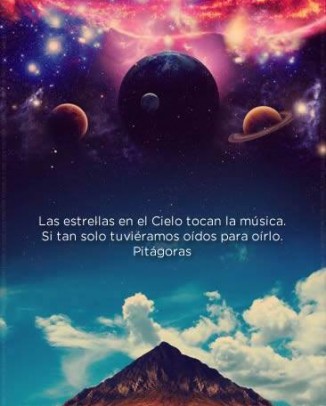 Las estrellas en el Cielo tocan la música.
Si tan solo tuviéramos oídos para oírlo.
Pitágoras